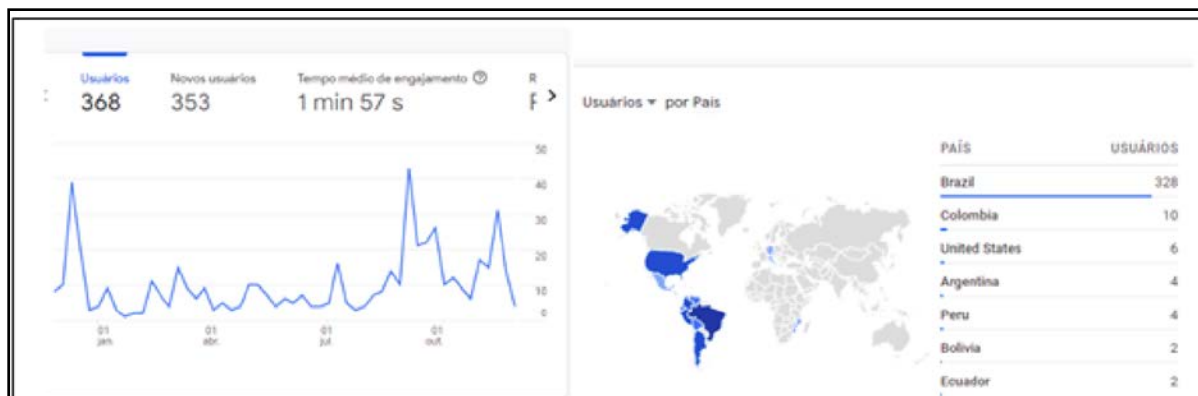 Usuários
368
Novos usuários
353
Tempo médio de engajamento
1 min 57 s
R
50
40
30
20
10
0
01
jan.
01
abr.
01
jul.
01
out.
Usuários por País
PAÍS USUÁRIOS
Brazil 328
Colombia 10
United States 6
Argentina 4
Peru 4
Bolivia 2
Ecuador 2